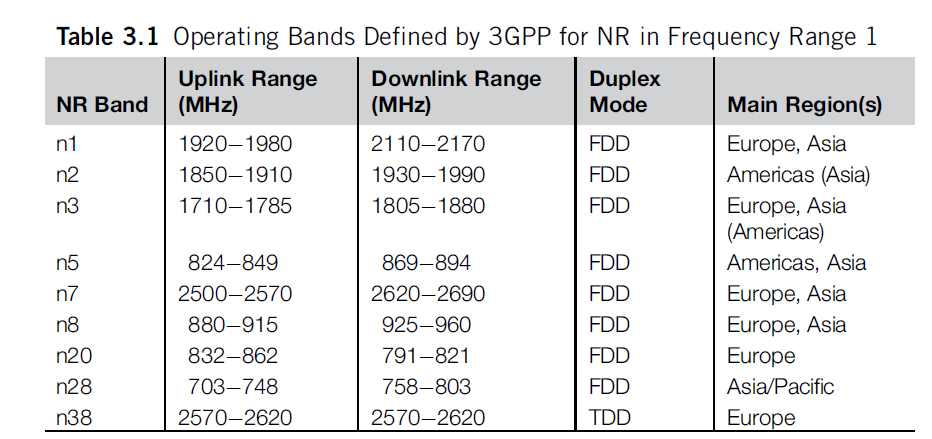 Table 3.1 Operating Bands Defined by 3GPP for NR in Frequency Range 1
NR Band Uplink Range (MHz) Downlink Range (MHz) Duplex Mode Main Region(s)
n1 1920–1980 2110–2170 FDD Europe, Asia
n2 1850–1910 1930–1990 FDD Americas (Asia)
n3 1710–1785 1805–1880 FDD Europe, Asia (Americas)
n5 824–849 869–894 FDD Americas, Asia
n7 2500–2570 2620–2690 FDD Europe, Asia
n8 880–915 925–960 FDD Europe, Asia
n20 832–862 791–821 FDD Europe
n28 703–748 758–803 FDD Asia/Pacific
n38 2570–2620 2570–2620 TDD Europe